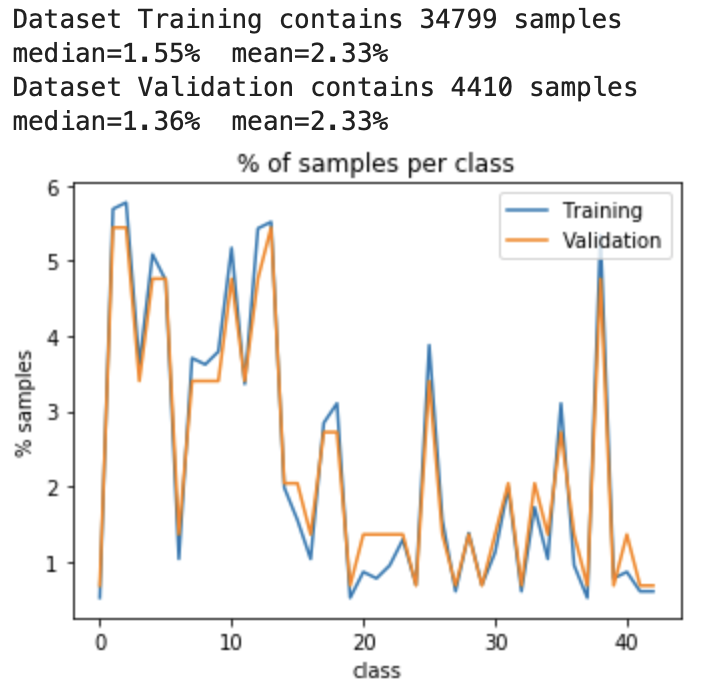 Dataset Training contains 34799 samples
median=1.55%  mean=2.33%
Dataset Validation contains 4410 samples
median=1.36%  mean=2.33%
% of samples per class
Training
Validation
6
5
4
3
2
1
% samples
0 10 20 30 40
class